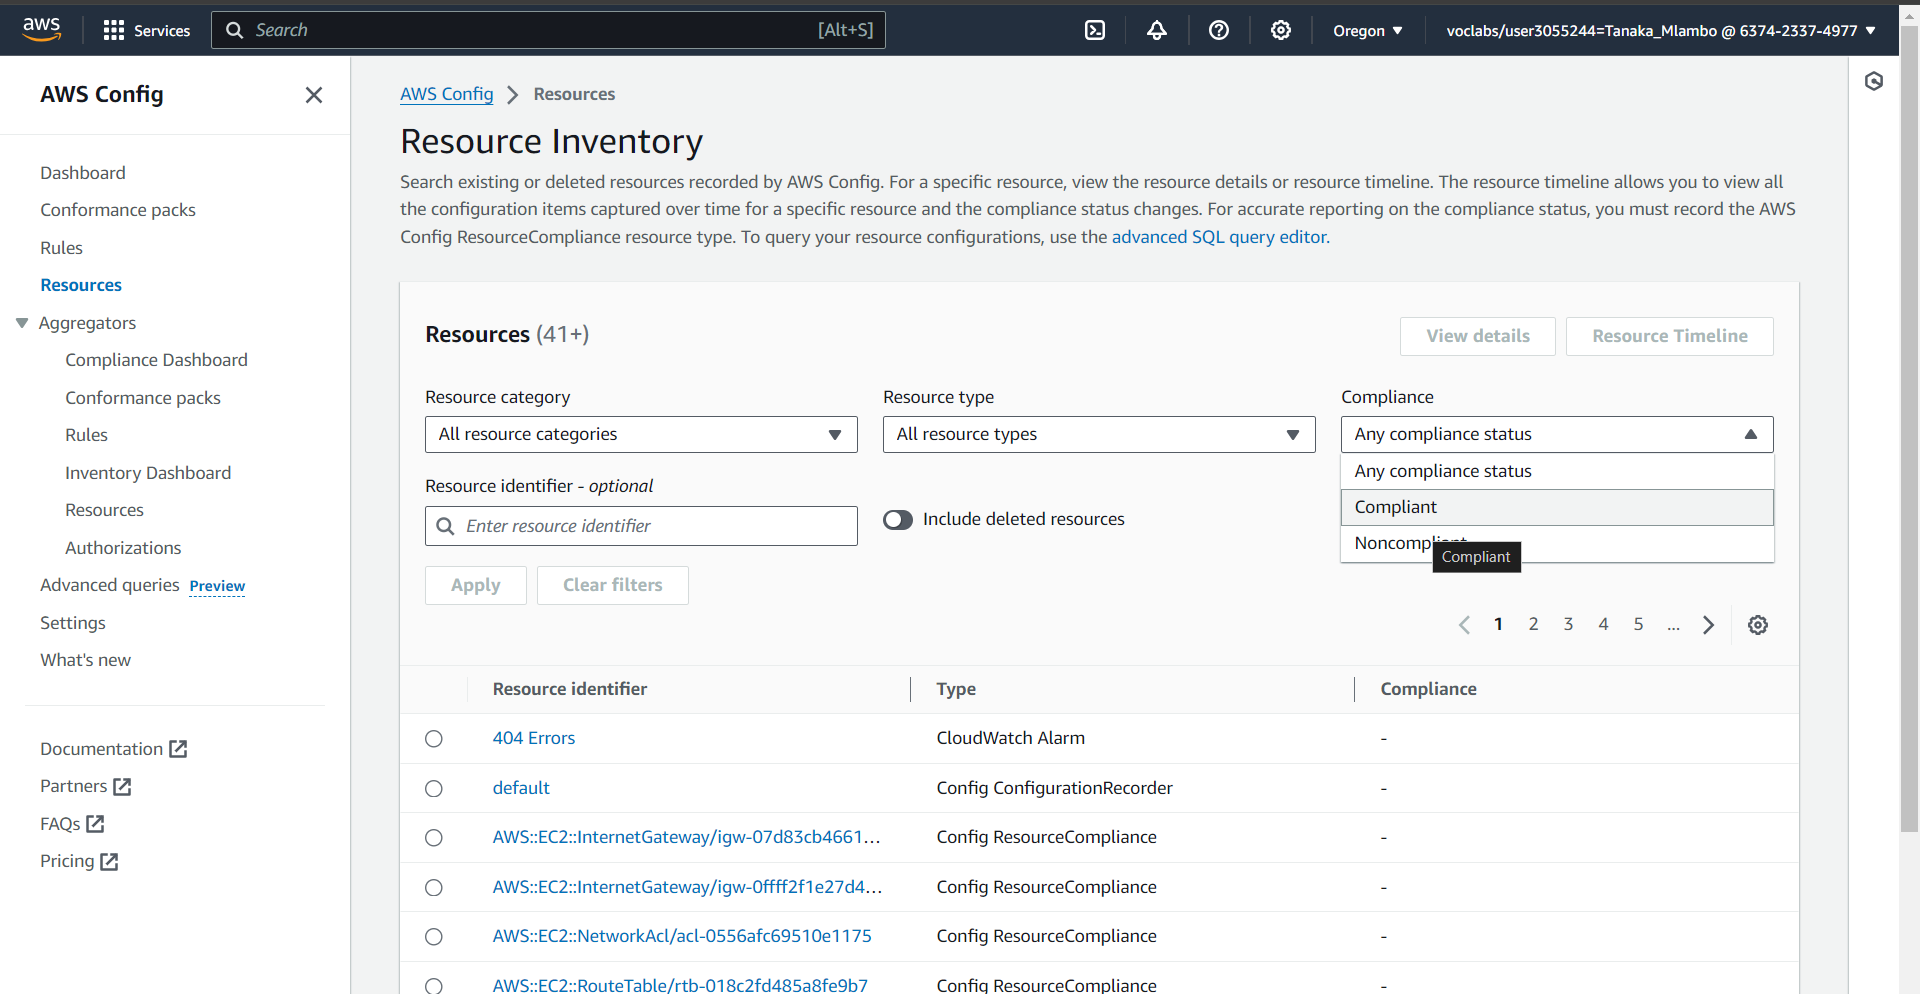 aws Services Search [Alt+S] Oregon voclabs/user3055244=Tanaka_Mlambo @ 6374-2337-4977
AWS Config
Dashboard
Conformance packs
Rules
Resources
Aggregators
Compliance Dashboard
Conformance packs
Rules
Inventory Dashboard
Resources
Authorizations
Advanced queries Preview
Settings
What's new
Documentation
Partners
FAQs
Pricing
AWS Config Resources
Resource Inventory
Search existing or deleted resources recorded by AWS Config. For a specific resource, view the resource details or resource timeline. The resource timeline allows you to view all
the configuration items captured over time for a specific resource and the compliance status changes. For accurate reporting on the compliance status, you must record the AWS
Config ResourceCompliance resource type. To query your resource configurations, use the advanced SQL query editor.
Resources (41+) View details Resource Timeline
Resource category Resource type Compliance
All resource categories All resource types Any compliance status
Any compliance status
Compliant
Noncompliant
Compliant
Resource identifier - optional
Enter resource identifier Include deleted resources
Apply Clear filters
1 2 3 4 5 ...
Resource identifier Type Compliance
404 Errors CloudWatch Alarm -
default Config ConfigurationRecorder -
AWS::EC2::InternetGateway/igw-07d83cb4661... Config ResourceCompliance -
AWS::EC2::InternetGateway/igw-0ffff2f1e27d4... Config ResourceCompliance -
AWS::EC2::NetworkAcl/acl-0556afc69510e1175 Config ResourceCompliance -
AWS::EC2::RouteTable/rtb-018c2fd485a8fe9b7 Config ResourceCompliance -